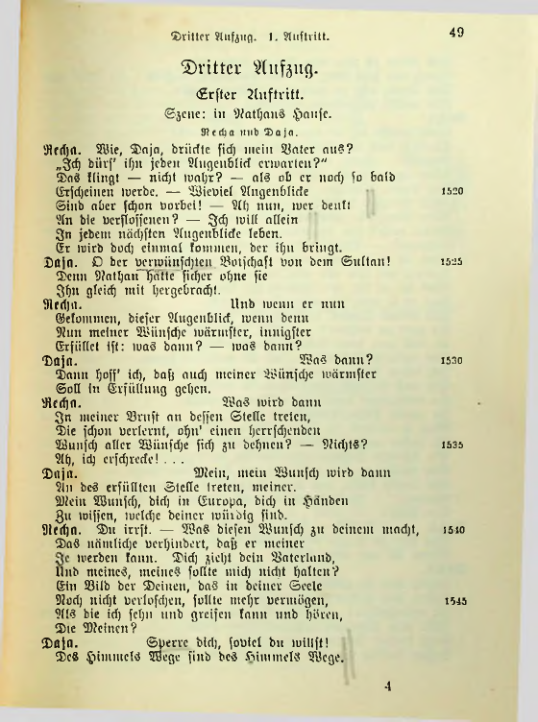 Dritter Aufzug. 1. Auftritt. 49
Dritter Aufzug.
Erster Auftritt.
Szene: in Nathans Hause.
Recha und Daja.
Recha. Wie, Daja, drückte sich mein Vater aus?
„Ich dürf' ihn jeden Augenblick erwarten?“
Das klingt — nicht wahr? — als ob er noch so bald
Erscheinen werde. — Wieviel Augenblicke 1520
Sind aber schon vorbei! — Ah nun, wer denkt
An die verflossenen? — Ich will allein
In jedem nächsten Augenblicke leben.
Er wird doch einmal kommen, der ihn bringt.
Daja. O der verwünschten Botschaft von dem Sultan! 1525
Denn Nathan hätte sicher ohne sie
Ihn gleich mit hergebracht.
Recha. Und wenn er nun
Gekommen, dieser Augenblick, wenn denn
Nun meiner Wünsche wärmster, innigster
Erfüllet ist: was dann? — was dann?
Daja. Was dann? 1530
Dann hoff' ich, daß auch meiner Wünsche wärmster
Soll in Erfüllung gehen.
Recha. Was wird dann
In meiner Brust an dessen Stelle treten,
Die schon verlernt, ohn' einen herrschenden
Wunsch aller Wünsche sich zu dehnen? — Nichts? 1535
Ah, ich erschrecke! . . .
Daja. Mein, mein Wunsch wird dann
An des erfüllten Stelle treten, meiner.
Mein Wunsch, dich in Europa, dich in Händen
Zu wissen, welche deiner würdig sind.
Recha. Du irrst. — Was diesen Wunsch zu deinem macht, 1540
Das nämliche verhindert, daß er meiner
Je werden kann. Dich zieht dein Vaterland,
Und meines, meines sollte mich nicht halten?
Ein Bild der Deinen, das in deiner Seele
Noch nicht verloschen, sollte mehr vermögen, 1545
Als die ich sehn und greifen kann und hören,
Die Meinen?
Daja. Sperre dich, soviel du willst!
Des Himmels Wege sind des Himmels Wege.
4